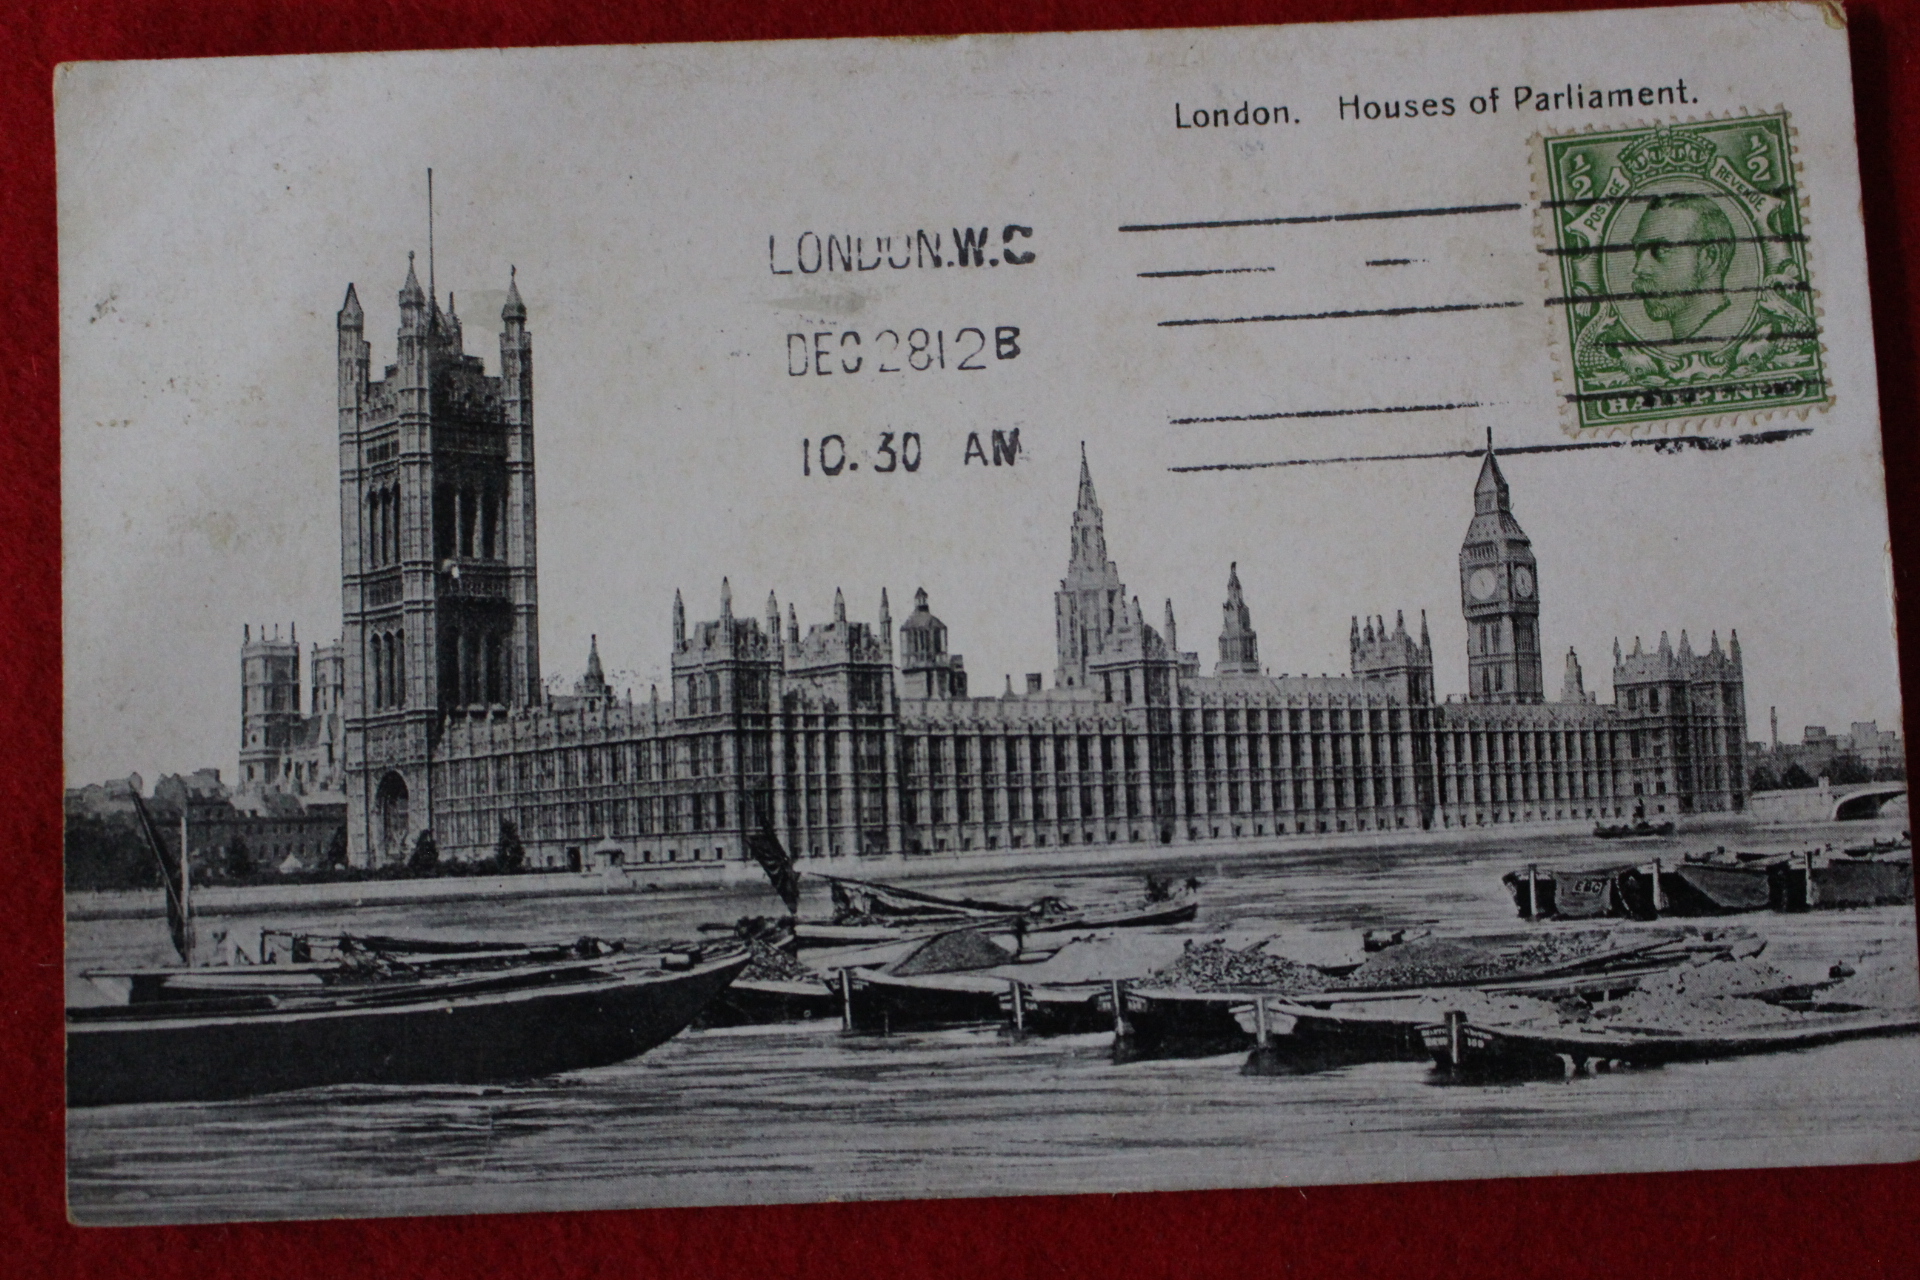 London. Houses of Parliament.
1/2 1/2
POSTAGE REVENUE
HALFPENNY
LONDON.W.C
DEC 28 12 B
10.30 AM